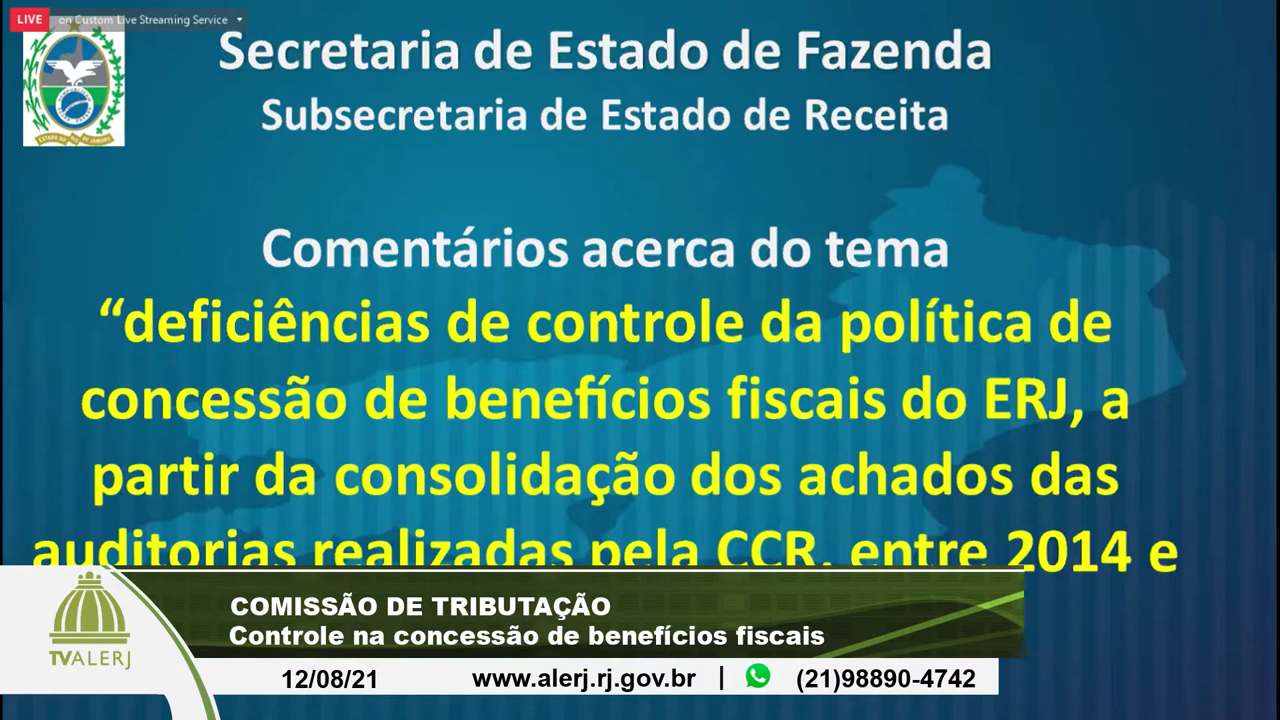 LIVE on Custom Live Streaming Service
Secretaria de Estado de Fazenda
Subsecretaria de Estado de Receita
Comentários acerca do tema
“deficiências de controle da política de
concessão de benefícios fiscais do ERJ, a
partir da consolidação dos achados das
auditorias realizadas pela CCR, entre 2014 e
COMISSÃO DE TRIBUTAÇÃO
Controle na concessão de benefícios fiscais
TVALERJ
12/08/21 www.alerj.rj.gov.br | (21)98890-4742